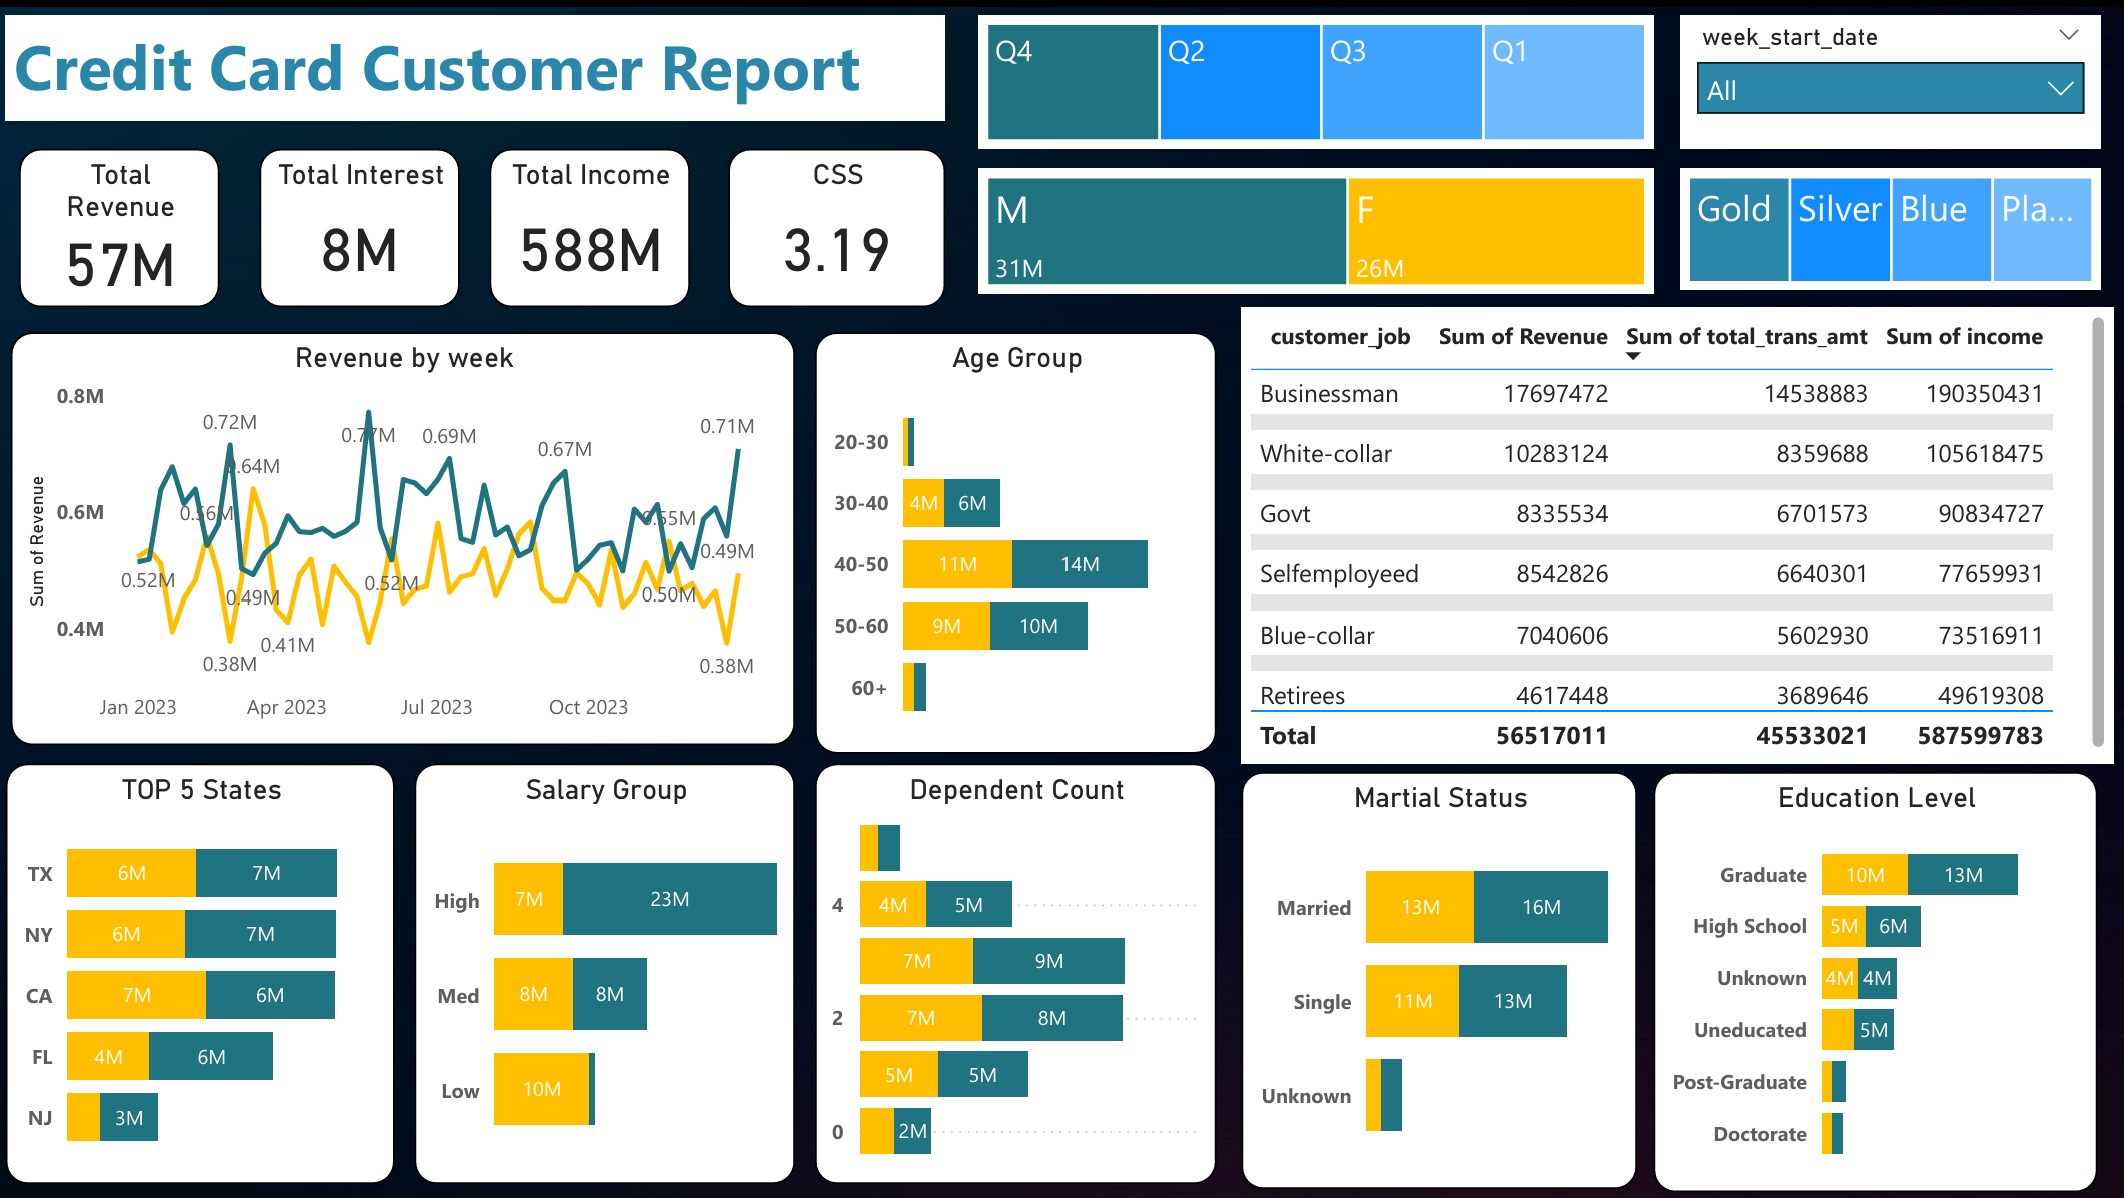 Credit Card Customer Report
Q4
Q2
Q3
Q1
week_start_date
All
Total
Revenue
57M
Total Interest
8M
Total Income
588M
CSS
3.19
M
31M
F
26M
Gold
Silver
Blue
Pla...
Revenue by week
Sum of Revenue
0.8M
0.6M
0.4M
0.72M
0.77M
0.69M
0.67M
0.71M
0.64M
0.56M
0.55M
0.49M
0.52M
0.52M
0.49M
0.50M
0.41M
0.38M
0.38M
Jan 2023
Apr 2023
Jul 2023
Oct 2023
Age Group
20-30
30-40 4M 6M
40-50 11M 14M
50-60 9M 10M
60+
customer_job Sum of Revenue Sum of total_trans_amt Sum of income
Businessman 17697472 14538883 190350431
White-collar 10283124 8359688 105618475
Govt 8335534 6701573 90834727
Selfemployeed 8542826 6640301 77659931
Blue-collar 7040606 5602930 73516911
Retirees 4617448 3689646 49619308
Total 56517011 45533021 587599783
TOP 5 States
TX 6M 7M
NY 6M 7M
CA 7M 6M
FL 4M 6M
NJ 3M
Salary Group
High 7M 23M
Med 8M 8M
Low 10M
Dependent Count
4 4M 5M
7M 9M
2 7M 8M
5M 5M
0 2M
Martial Status
Married 13M 16M
Single 11M 13M
Unknown
Education Level
Graduate 10M 13M
High School 5M 6M
Unknown 4M 4M
Uneducated 5M
Post-Graduate
Doctorate